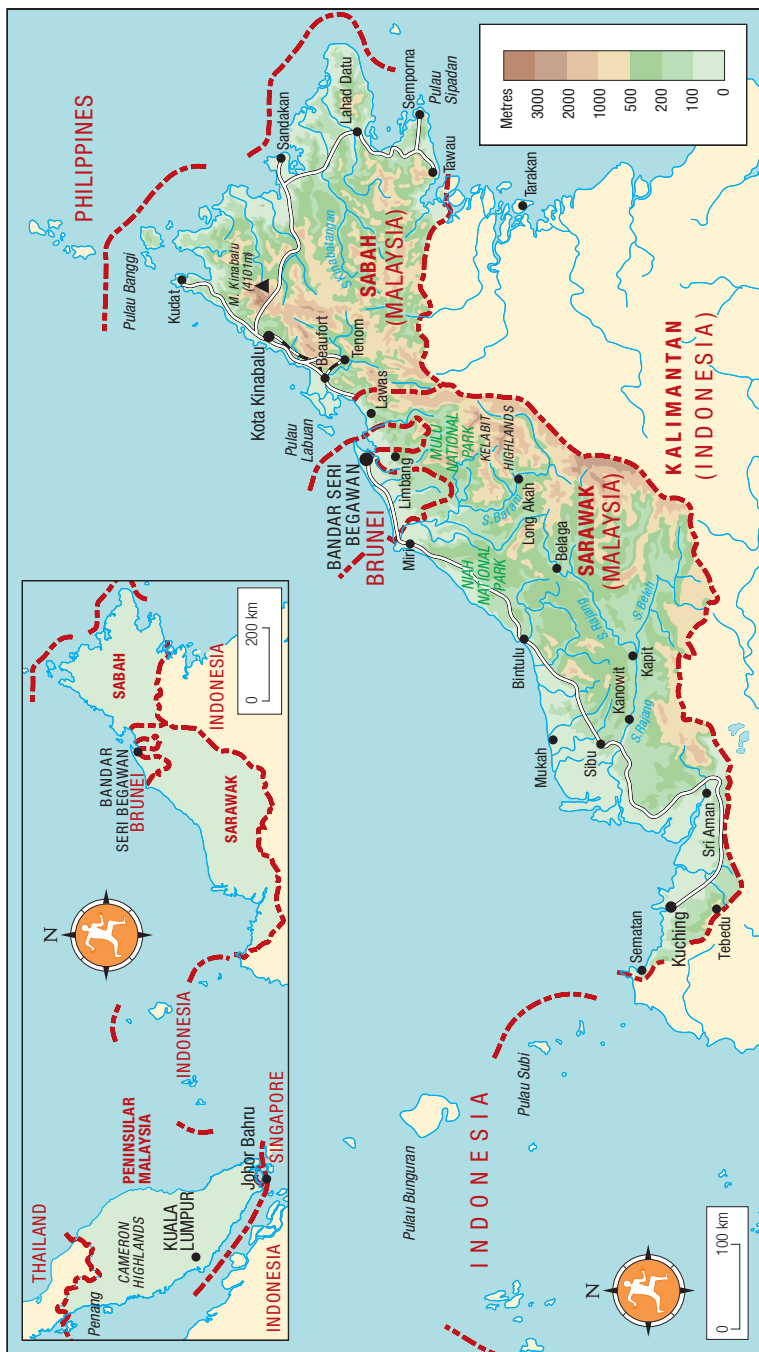 THAILAND
Penang
CAMERON
HIGHLANDS
KUALA
LUMPUR
PENINSULAR
MALAYSIA
Johor Bahru
SINGAPORE
INDONESIA
INDONESIA
N
BANDAR
SERI BEGAWAN
BRUNEI
SABAH
SARAWAK
INDONESIA
0
200 km
PHILIPPINES
Pulau Banggi
Kudat
M. Kinabalu
(4101m)
Kota Kinabalu
Sandakan
Lahad Datu
Semporna
Pulau
Sipadan
Tawau
Tarakan
S.Kinabatangan
SABAH
(MALAYSIA)
Beaufort
Tenom
Pulau
Labuan
Lawas
BANDAR SERI
BEGAWAN
BRUNEI
Limbang
MULU
NATIONAL
PARK
KELABIT
HIGHLANDS
Miri
S.Baram
Long Akah
NIAH
NATIONAL
PARK
Belaga
SARAWAK
(MALAYSIA)
KALIMANTAN
(INDONESIA)
Bintulu
S.Rajang
S.Beleh
Kapit
Kanowit
S.Rajang
Mukah
Sibu
Sri Aman
Sematan
Kuching
Tebedu
Pulau Subi
Pulau Bunguran
INDONESIA
N
0
100 km
Metres
3000
2000
1000
500
200
100
0